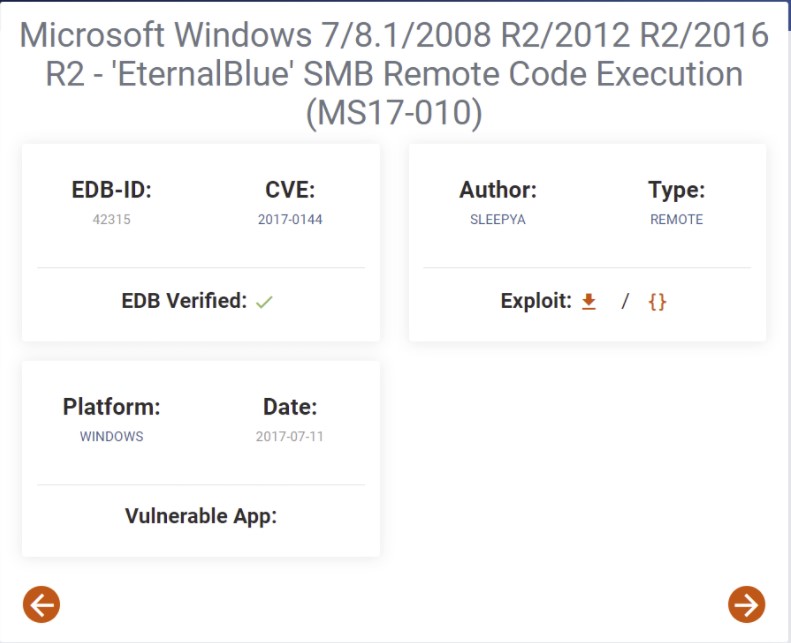 Microsoft Windows 7/8.1/2008 R2/2012 R2/2016
R2 - 'EternalBlue' SMB Remote Code Execution
(MS17-010)
EDB-ID:
42315
CVE:
2017-0144
EDB Verified:
Author:
SLEEPYA
Type:
REMOTE
Exploit: / {}
Platform:
WINDOWS
Date:
2017-07-11
Vulnerable App: